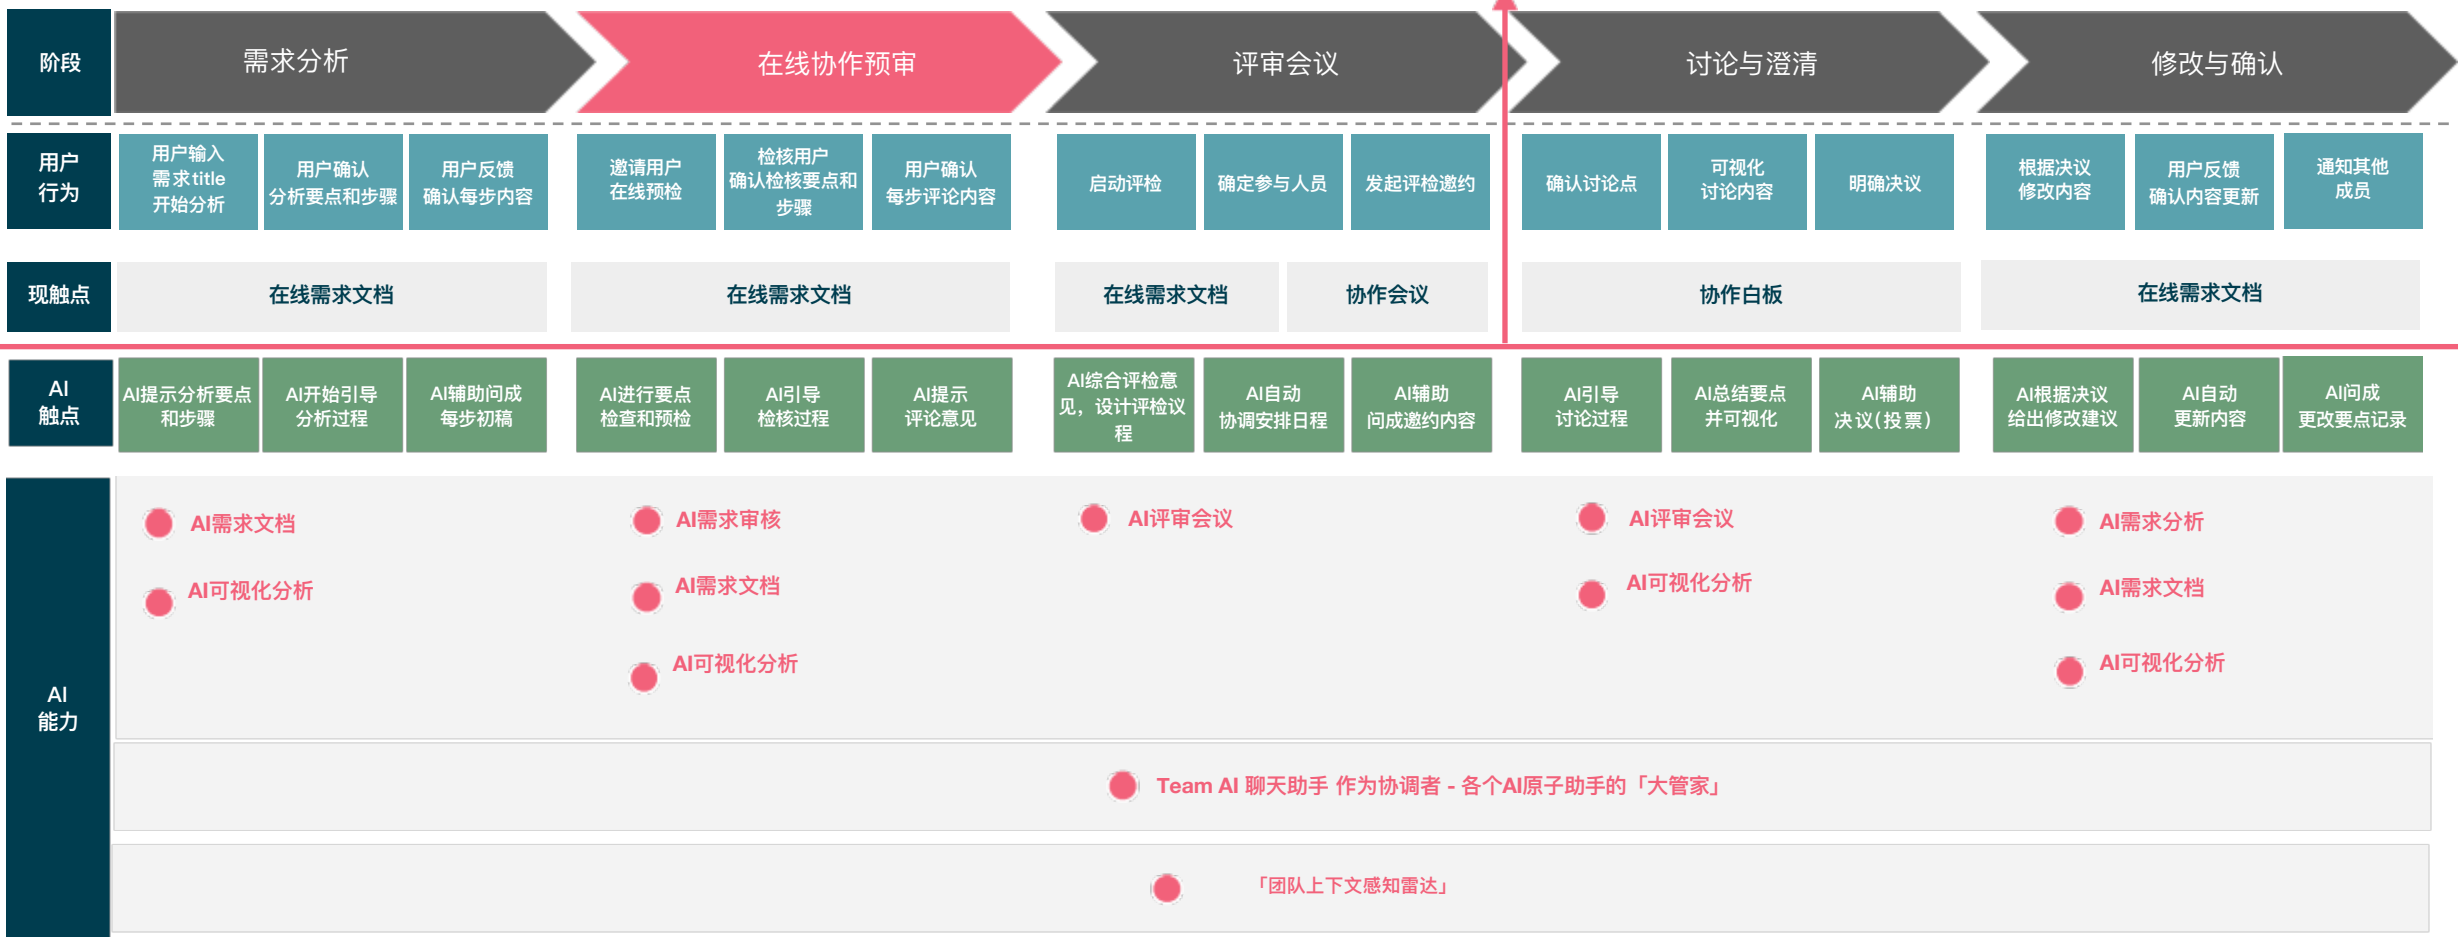 阶段
需求分析
在线协作预审
评审会议
讨论与澄清
修改与确认
用户
行为
用户输入
需求title
开始分析
用户确认
分析要点和步骤
用户反馈
确认每步内容
邀请用户
在线预检
检核用户
确认检核要点和
步骤
用户确认
每步评论内容
启动评检
确定参与人员
发起评检邀约
确认讨论点
可视化
讨论内容
明确决议
根据决议
修改内容
用户反馈
确认内容更新
通知其他
成员
现触点
在线需求文档
在线需求文档
在线需求文档
协作会议
协作白板
在线需求文档
AI
触点
AI提示分析要点
和步骤
AI开始引导
分析过程
AI辅助问成
每步初稿
AI进行要点
检查和预检
AI引导
检核过程
AI提示
评论意见
AI综合评检意
见，设计评检议
程
AI自动
协调安排日程
AI辅助
问成邀约内容
AI引导
讨论过程
AI总结要点
并可视化
AI辅助
决议(投票)
AI根据决议
给出修改建议
AI自动
更新内容
AI问成
更改要点记录
AI
能力
AI需求文档
AI可视化分析
AI需求审核
AI需求文档
AI可视化分析
AI评审会议
AI评审会议
AI可视化分析
AI需求分析
AI需求文档
AI可视化分析
Team AI 聊天助手 作为协调者 - 各个AI原子助手的「大管家」
「团队上下文感知雷达」